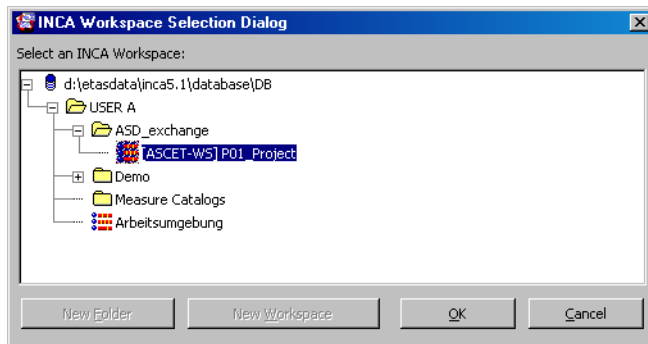 INCA Workspace Selection Dialog
Select an INCA Workspace:
d:\etasdata\inca5.1\database\DB
USER A
ASD_exchange
[ASCET-WS] P01_Project
Demo
Measure Catalogs
Arbeitsumgebung
New Folder New Workspace OK Cancel